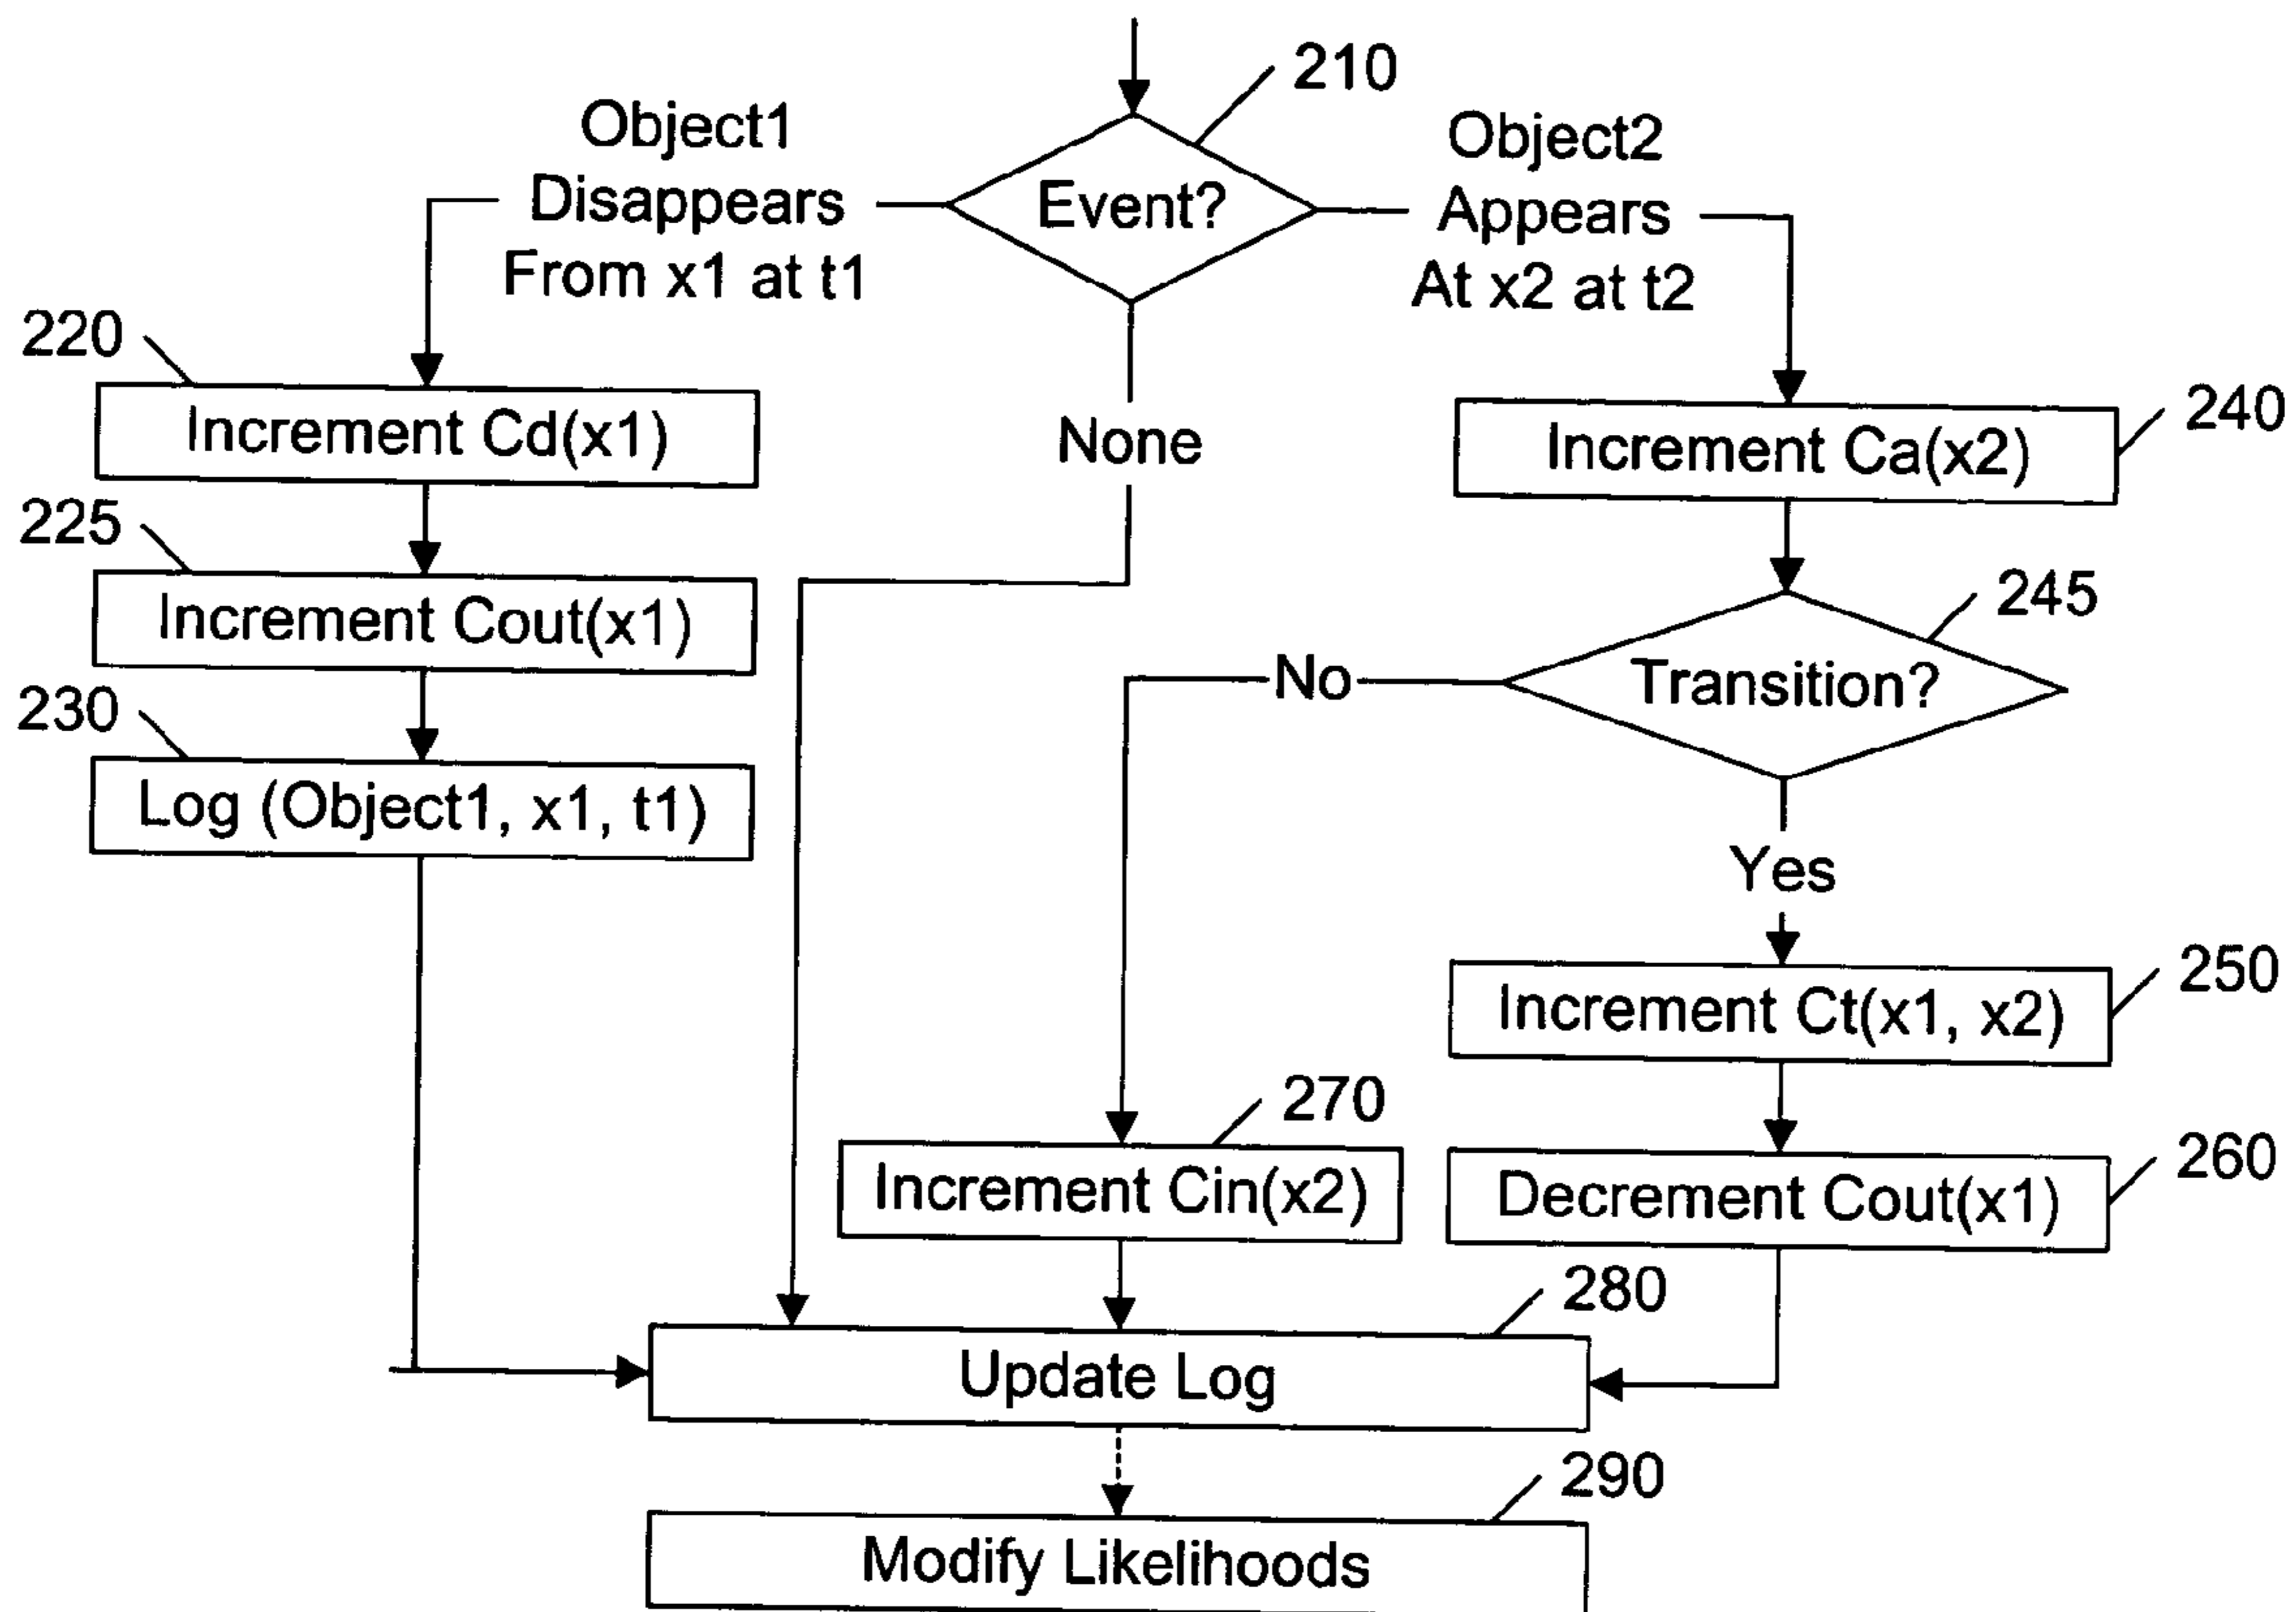 210
Object1
Disappears
From x1 at t1
Event?
Object2
Appears
At x2 at t2
220
Increment Cd(x1)
None
240
Increment Ca(x2)
225
Increment Cout(x1)
245
Transition?
No
230
Log (Object1, x1, t1)
Yes
250
Increment Ct(x1, x2)
270
Increment Cin(x2)
260
Decrement Cout(x1)
280
Update Log
290
Modify Likelihoods